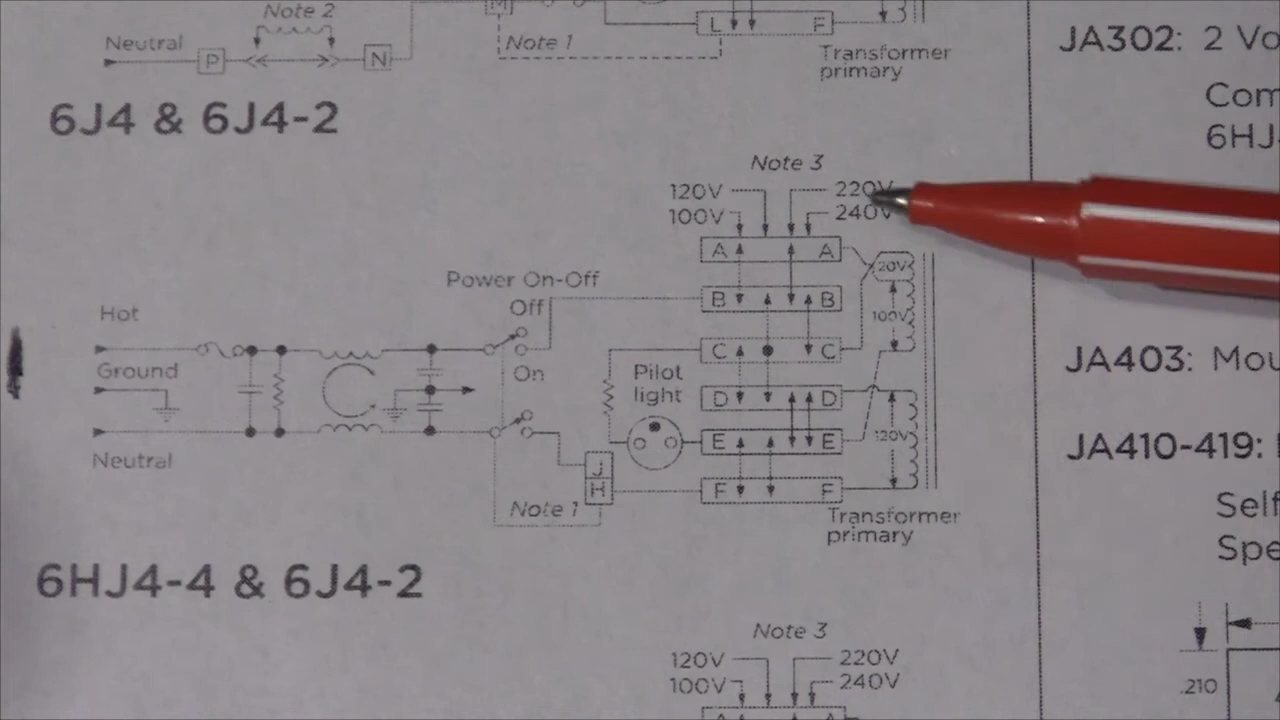 Note 2
Neutral
P
N
M
Note 1
L
F
Transformer
primary
6J4 & 6J4-2
JA302: 2 Vo
Com
6HJ
Note 3
120V
220V
100V
240V
A A
20V
B B
100V
C C
D D
E E
120V
F F
Power On-Off
Off
On
Hot
Ground
Neutral
Pilot
light
J
H
Note 1
Transformer
primary
6HJ4-4 & 6J4-2
JA403: Mou
JA410-419:
Self
Spe
Note 3
120V
220V
100V
240V
.210